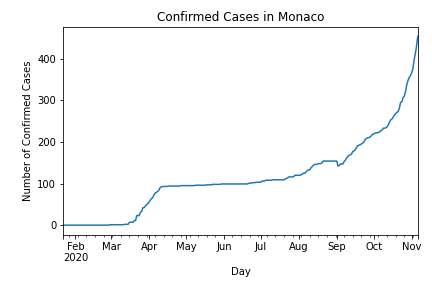 Confirmed Cases in Monaco
Number of Confirmed Cases
400
300
200
100
0
Feb Mar Apr May Jun Jul Aug Sep Oct Nov
2020
Day